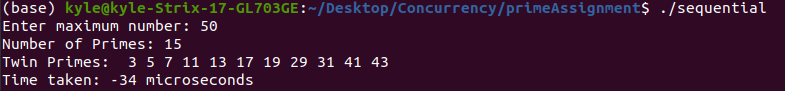 (base) kyle@kyle-Strix-17-GL703GE:~/Desktop/Concurrency/primeAssignment$ ./sequential
Enter maximum number: 50
Number of Primes: 15
Twin Primes:  3 5 7 11 13 17 19 29 31 41 43
Time taken: -34 microseconds